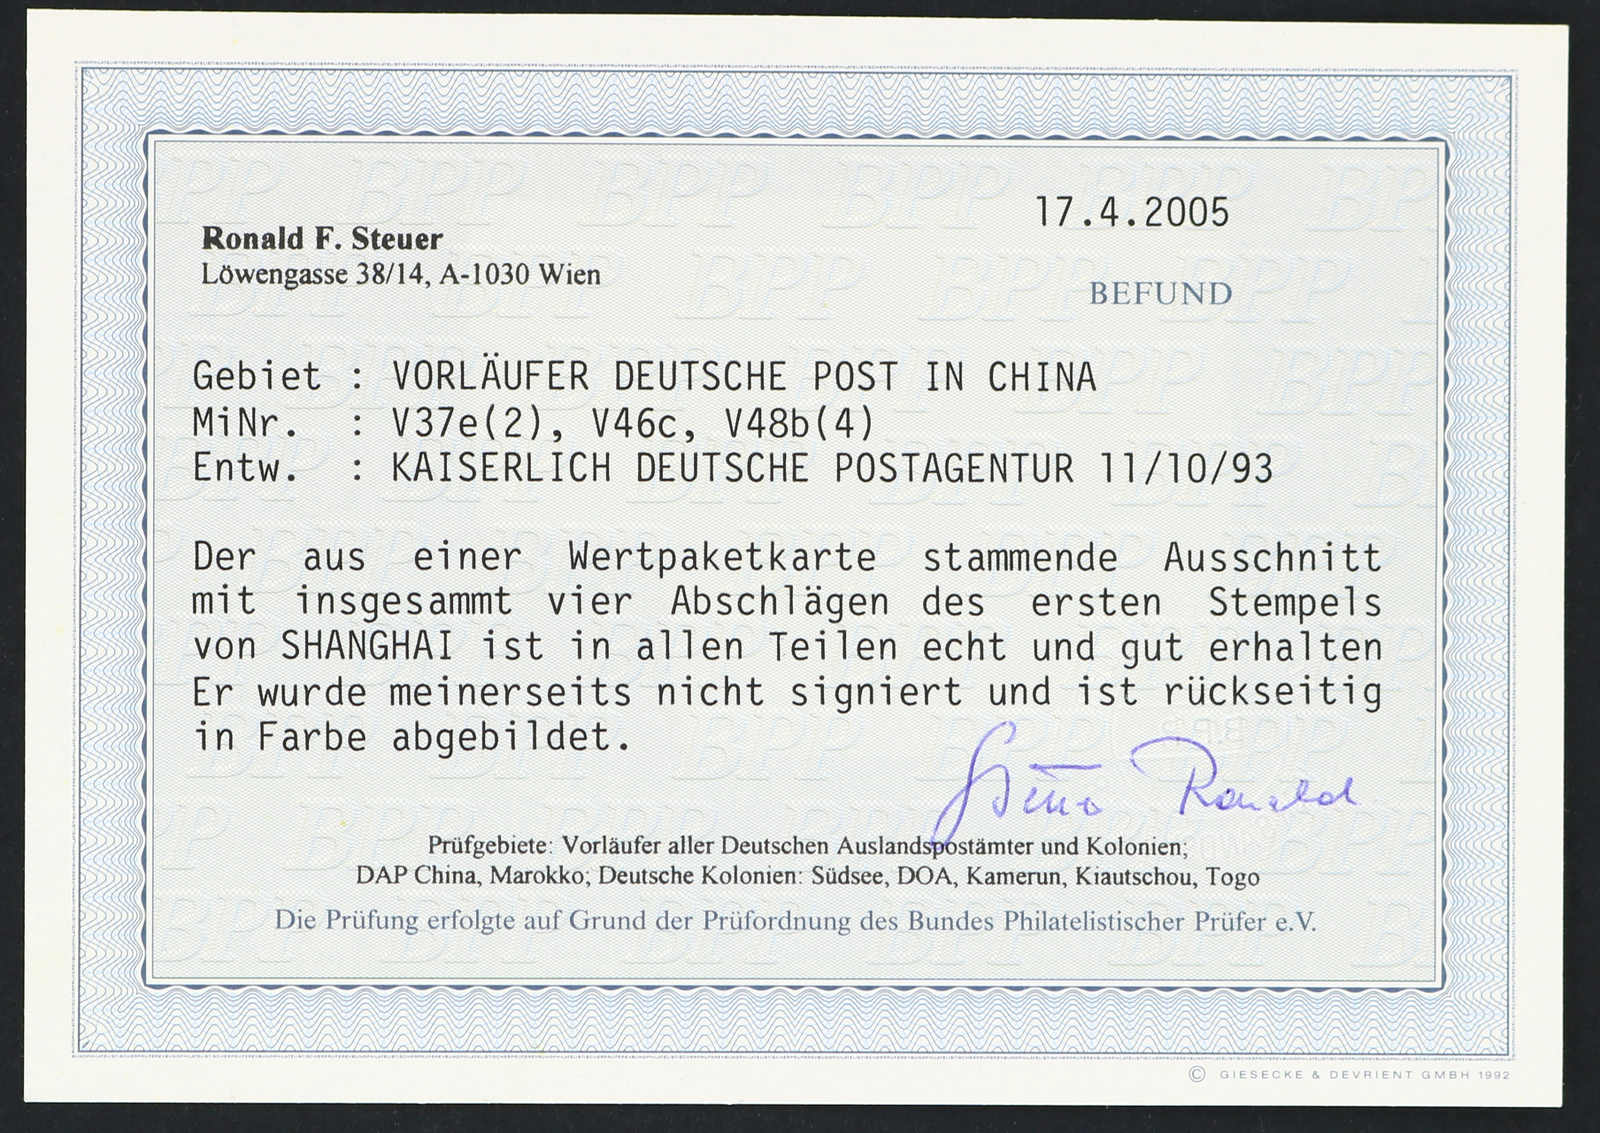 17.4.2005
Ronald F. Steuer
Löwengasse 38/14, A-1030 Wien
BEFUND
Gebiet : VORLÄUFER DEUTSCHE POST IN CHINA
MiNr. : V37e(2), V46c, V48b(4)
Entw. : KAISERLICH DEUTSCHE POSTAGENTUR 11/10/93
Der aus einer Wertpaketkarte stammende Ausschnitt
mit insgesammt vier Abschlägen des ersten Stempels
von SHANGHAI ist in allen Teilen echt und gut erhalten
Er wurde meinerseits nicht signiert und ist rückseitig
in Farbe abgebildet.
Steuer Ronald
Prüfgebiete: Vorläufer aller Deutschen Auslandspostämter und Kolonien;
DAP China, Marokko; Deutsche Kolonien: Südsee, DOA, Kamerun, Kiautschou, Togo
Die Prüfung erfolgte auf Grund der Prüfordnung des Bundes Philatelistischer Prüfer e.V.
© GIESECKE & DEVRIENT GMBH 1992